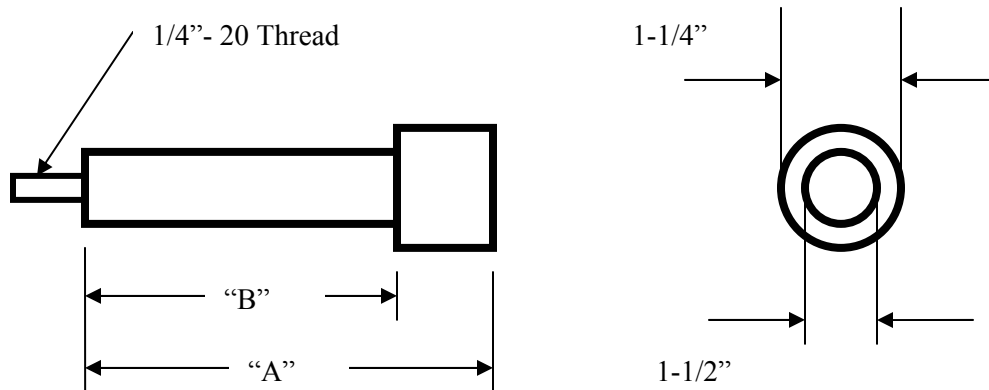 1/4”- 20 Thread
1-1/4”
“B”
“A”
1-1/2”